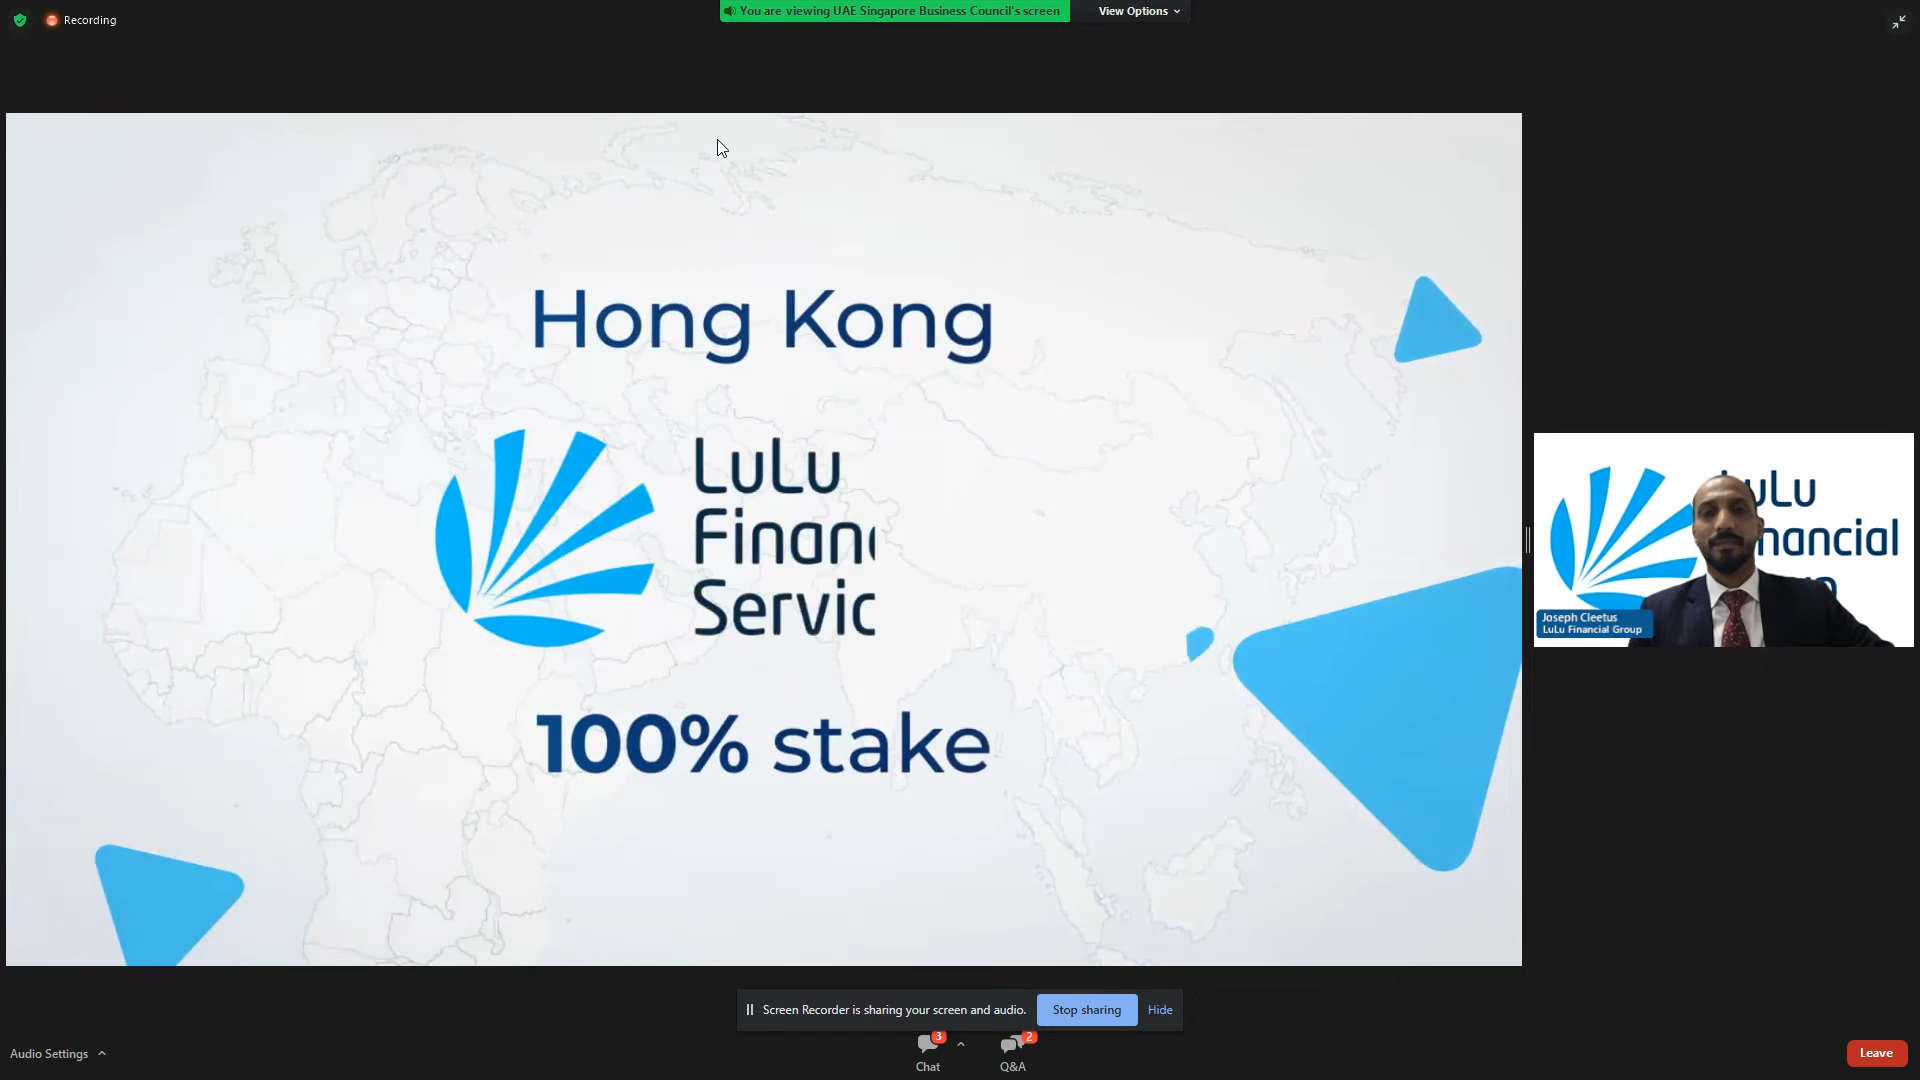 Recording
You are viewing UAE Singapore Business Council's screen
View Options
Hong Kong
LuLu
Financ
Servic
100% stake
uLu
nancial
Joseph Cleetus
LuLu Financial Group
Screen Recorder is sharing your screen and audio.
Stop sharing
Hide
Audio Settings
3
Chat
2
Q&A
Leave